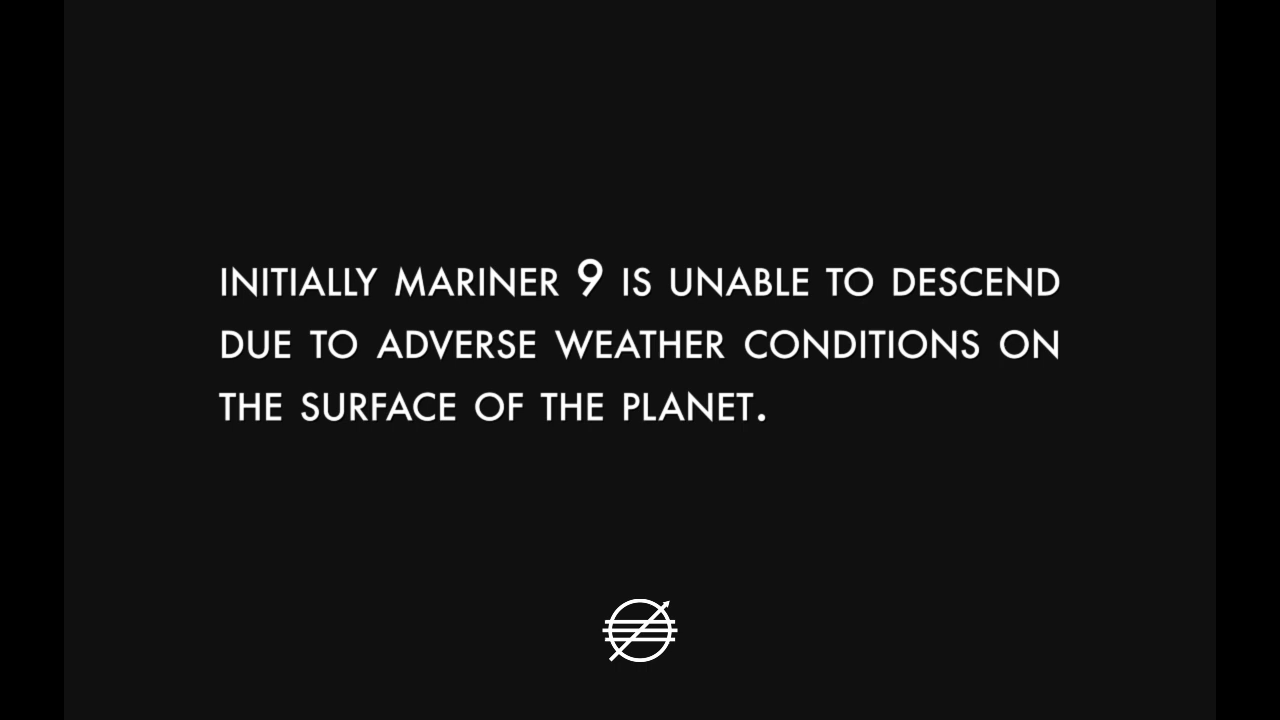 INITIALLY MARINER 9 IS UNABLE TO DESCEND
DUE TO ADVERSE WEATHER CONDITIONS ON
THE SURFACE OF THE PLANET.